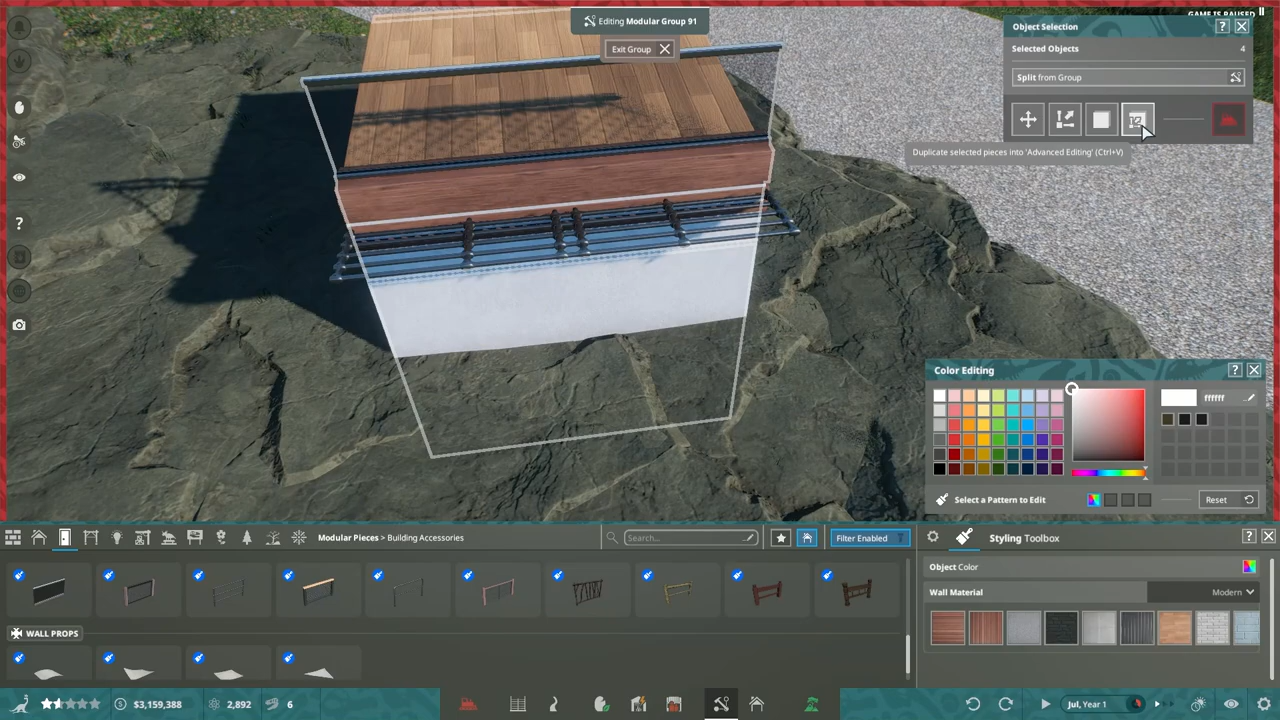 Editing Modular Group 91
GAME IS PAUSED
Exit Group
Object Selection
Selected Objects 4
Split from Group
Duplicate selected pieces into 'Advanced Editing' (Ctrl+V)
Color Editing
ffffff
Select a Pattern to Edit
Reset
Modular Pieces > Building Accessories
Search...
Filter Enabled
Styling Toolbox
Object Color
Wall Material
Modern
WALL PROPS
$3,159,388
2,892
6
Jul, Year 1